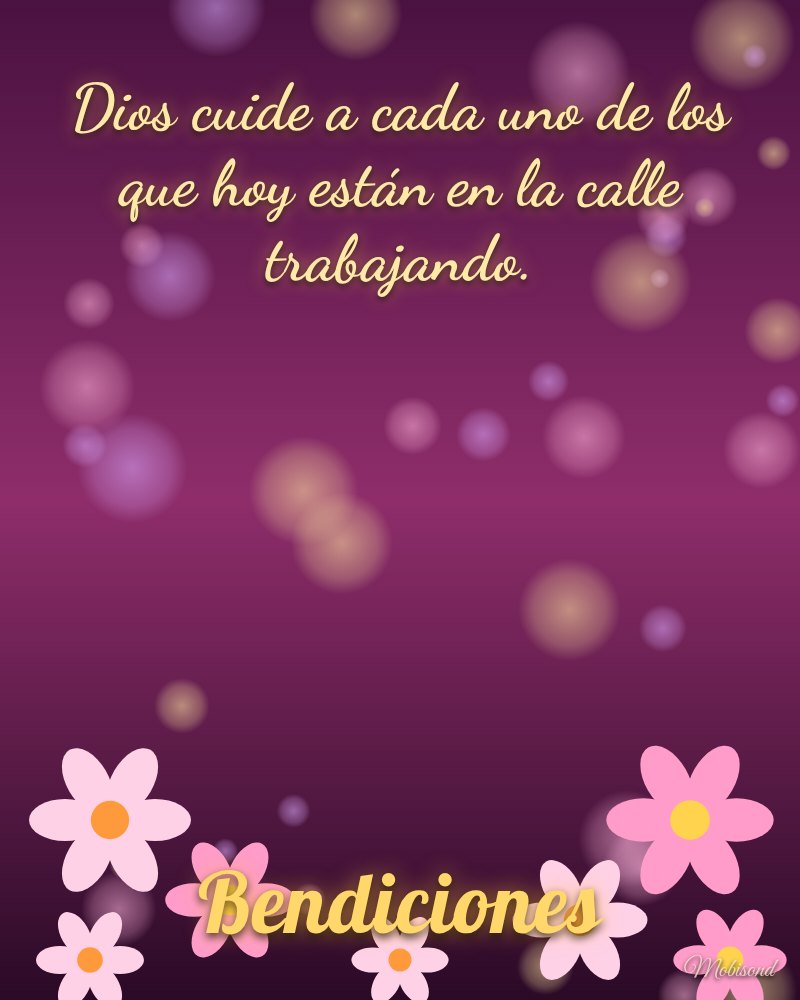 Dios cuide a cada uno de los
que hoy están en la calle
trabajando.
Bendiciones
Mobisond